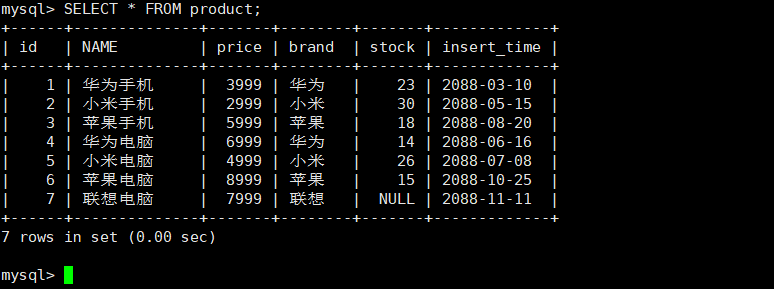 mysql> SELECT * FROM product;
+------+-------------+-------+-------+-------+-------------+
| id   | NAME        | price | brand | stock | insert_time |
+------+-------------+-------+-------+-------+-------------+
|    1 | 华为手机    |  3999 | 华为  |    23 | 2088-03-10  |
|    2 | 小米手机    |  2999 | 小米  |    30 | 2088-05-15  |
|    3 | 苹果手机    |  5999 | 苹果  |    18 | 2088-08-20  |
|    4 | 华为电脑    |  6999 | 华为  |    14 | 2088-06-16  |
|    5 | 小米电脑    |  4999 | 小米  |    26 | 2088-07-08  |
|    6 | 苹果电脑    |  8999 | 苹果  |    15 | 2088-10-25  |
|    7 | 联想电脑    |  7999 | 联想  |  NULL | 2088-11-11  |
+------+-------------+-------+-------+-------+-------------+
7 rows in set (0.00 sec)
mysql>